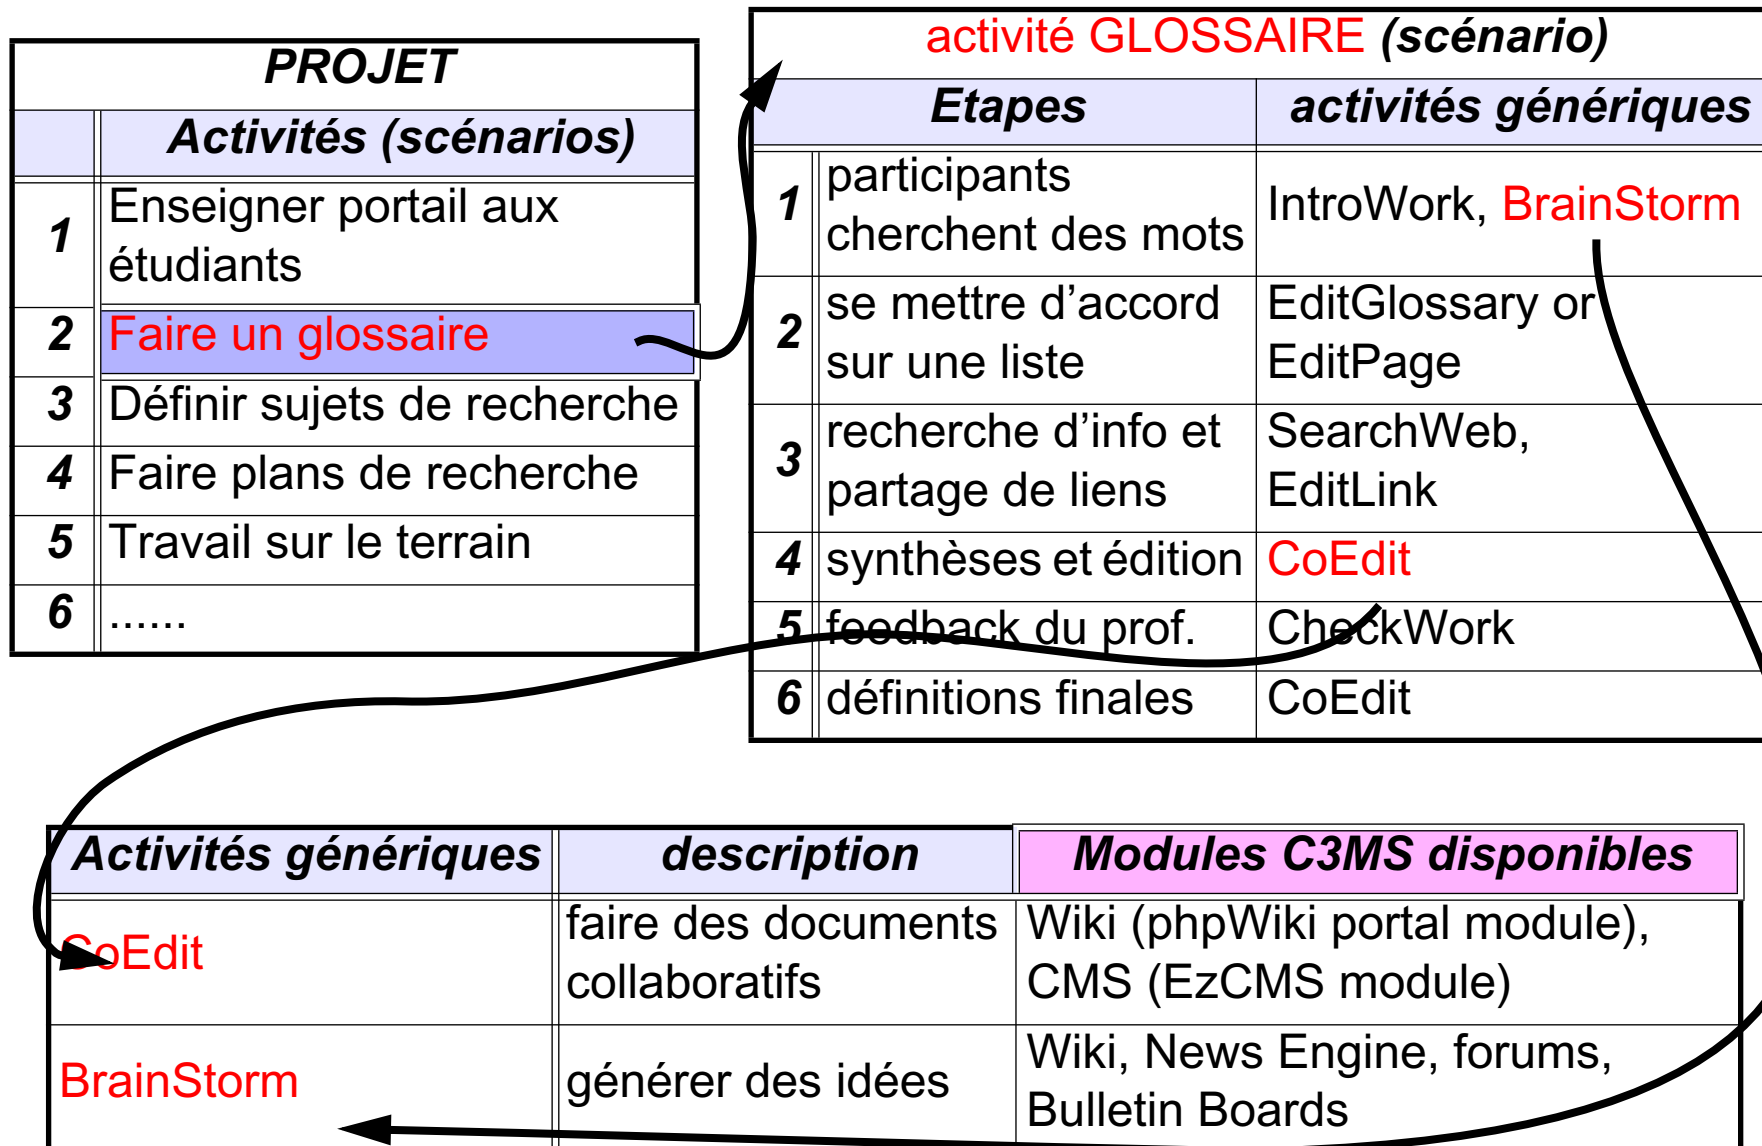 PROJET
Activités (scénarios)
1 Enseigner portail aux
étudiants
2 Faire un glossaire
3 Définir sujets de recherche
4 Faire plans de recherche
5 Travail sur le terrain
6 ......
activité GLOSSAIRE (scénario)
Etapes activités génériques
1 participants
cherchent des mots
IntroWork, BrainStorm
2 se mettre d’accord
sur une liste
EditGlossary or
EditPage
3 recherche d’info et
partage de liens
SearchWeb,
EditLink
4 synthèses et édition CoEdit
5 feedback du prof. CheckWork
6 définitions finales CoEdit
Activités génériques description Modules C3MS disponibles
CoEdit
faire des documents
collaboratifs
Wiki (phpWiki portal module),
CMS (EzCMS module)
BrainStorm
générer des idées
Wiki, News Engine, forums,
Bulletin Boards